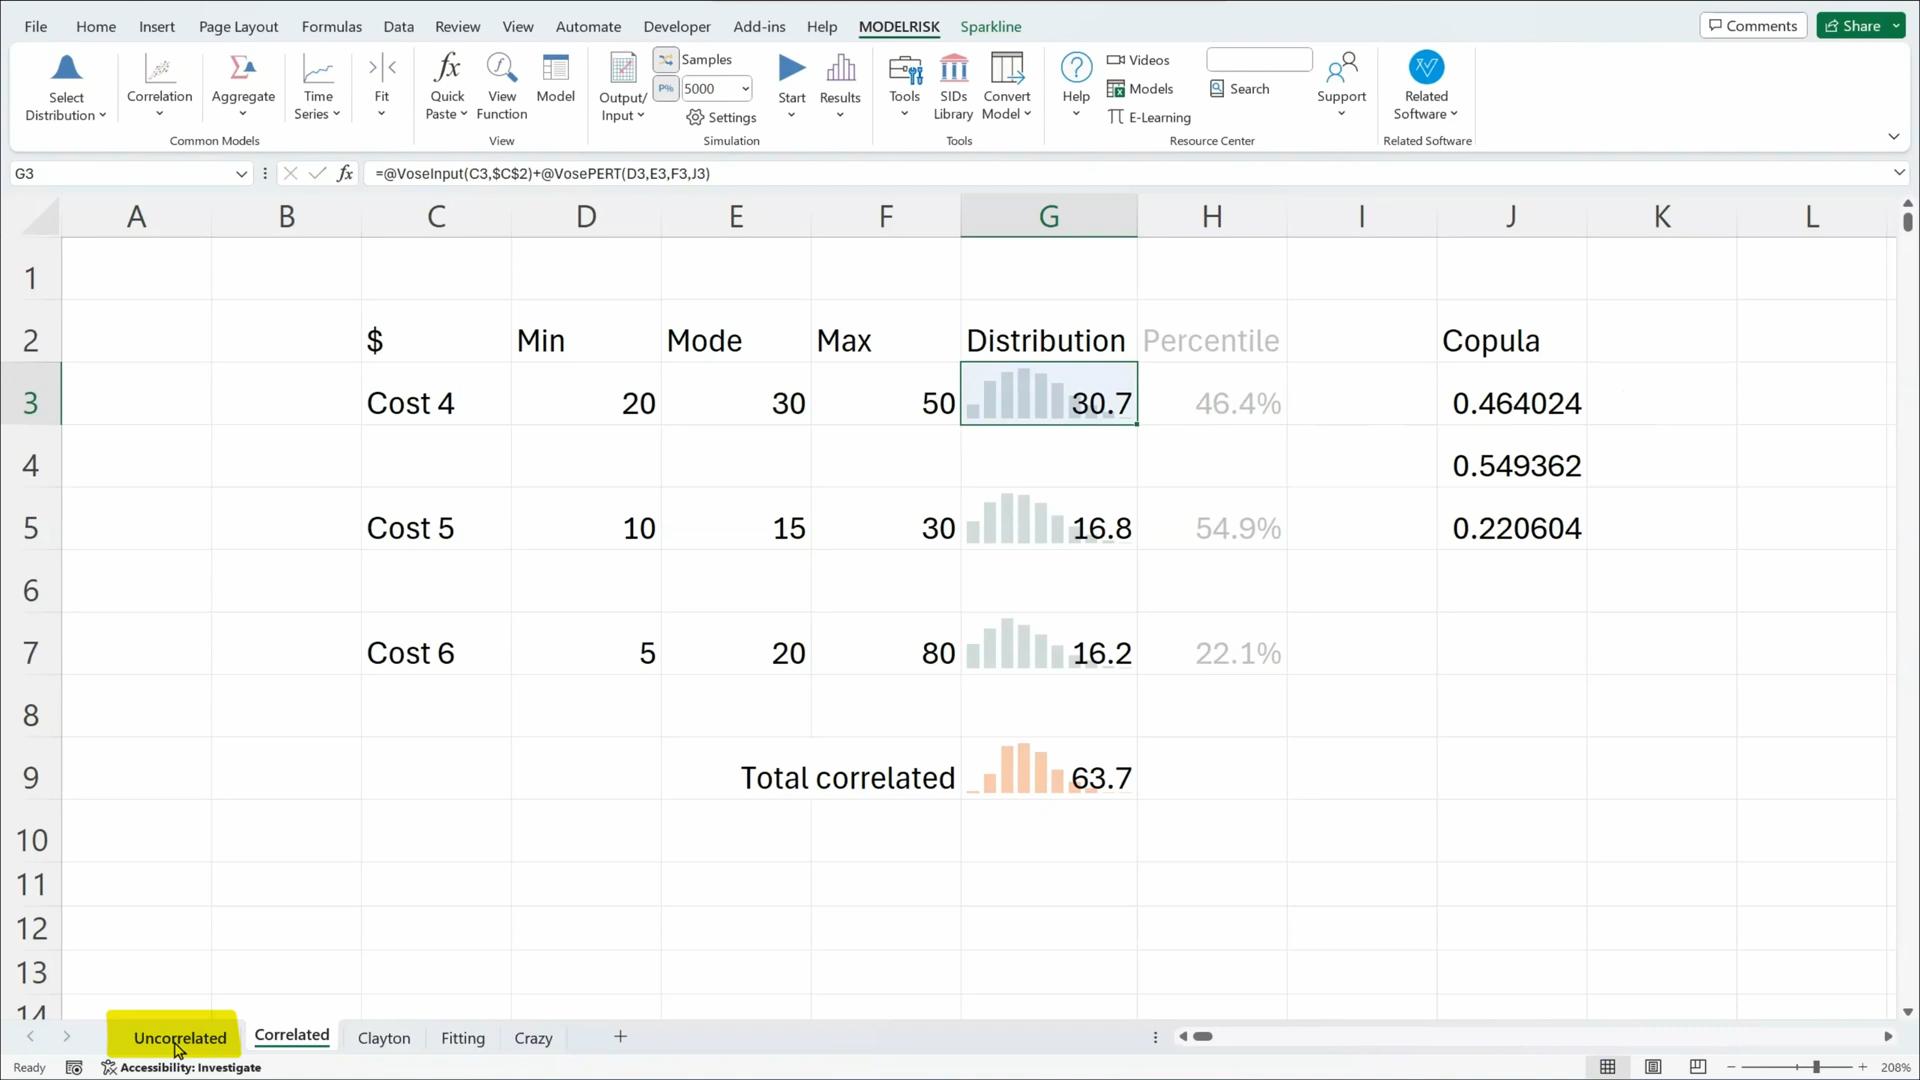 File Home Insert Page Layout Formulas Data Review View Automate Developer Add-ins Help MODELRISK Sparkline Comments Share
Select Distribution
Correlation
Aggregate
Time Series
Fit
Common Models
Quick Paste
View Function
Model
View
Output/ Input
Samples
P% 5000
Settings
Start
Results
Simulation
Tools
SIDs Library
Convert Model
Tools
Help
Videos
Models
E-Learning
Search
Support
Resource Center
Related Software
Related Software
G3 fx =@VoseInput(C3,$C$2)+@VosePERT(D3,E3,F3,J3)
A B C D E F G H I J K L
1
2 $ Min Mode Max Distribution Percentile Copula
3 Cost 4 20 30 50 30.7 46.4% 0.464024
4 0.549362
5 Cost 5 10 15 30 16.8 54.9% 0.220604
6
7 Cost 6 5 20 80 16.2 22.1%
8
9 Total correlated 63.7
10
11
12
13
14
Uncorrelated Correlated Clayton Fitting Crazy +
Ready Accessibility: Investigate 208%